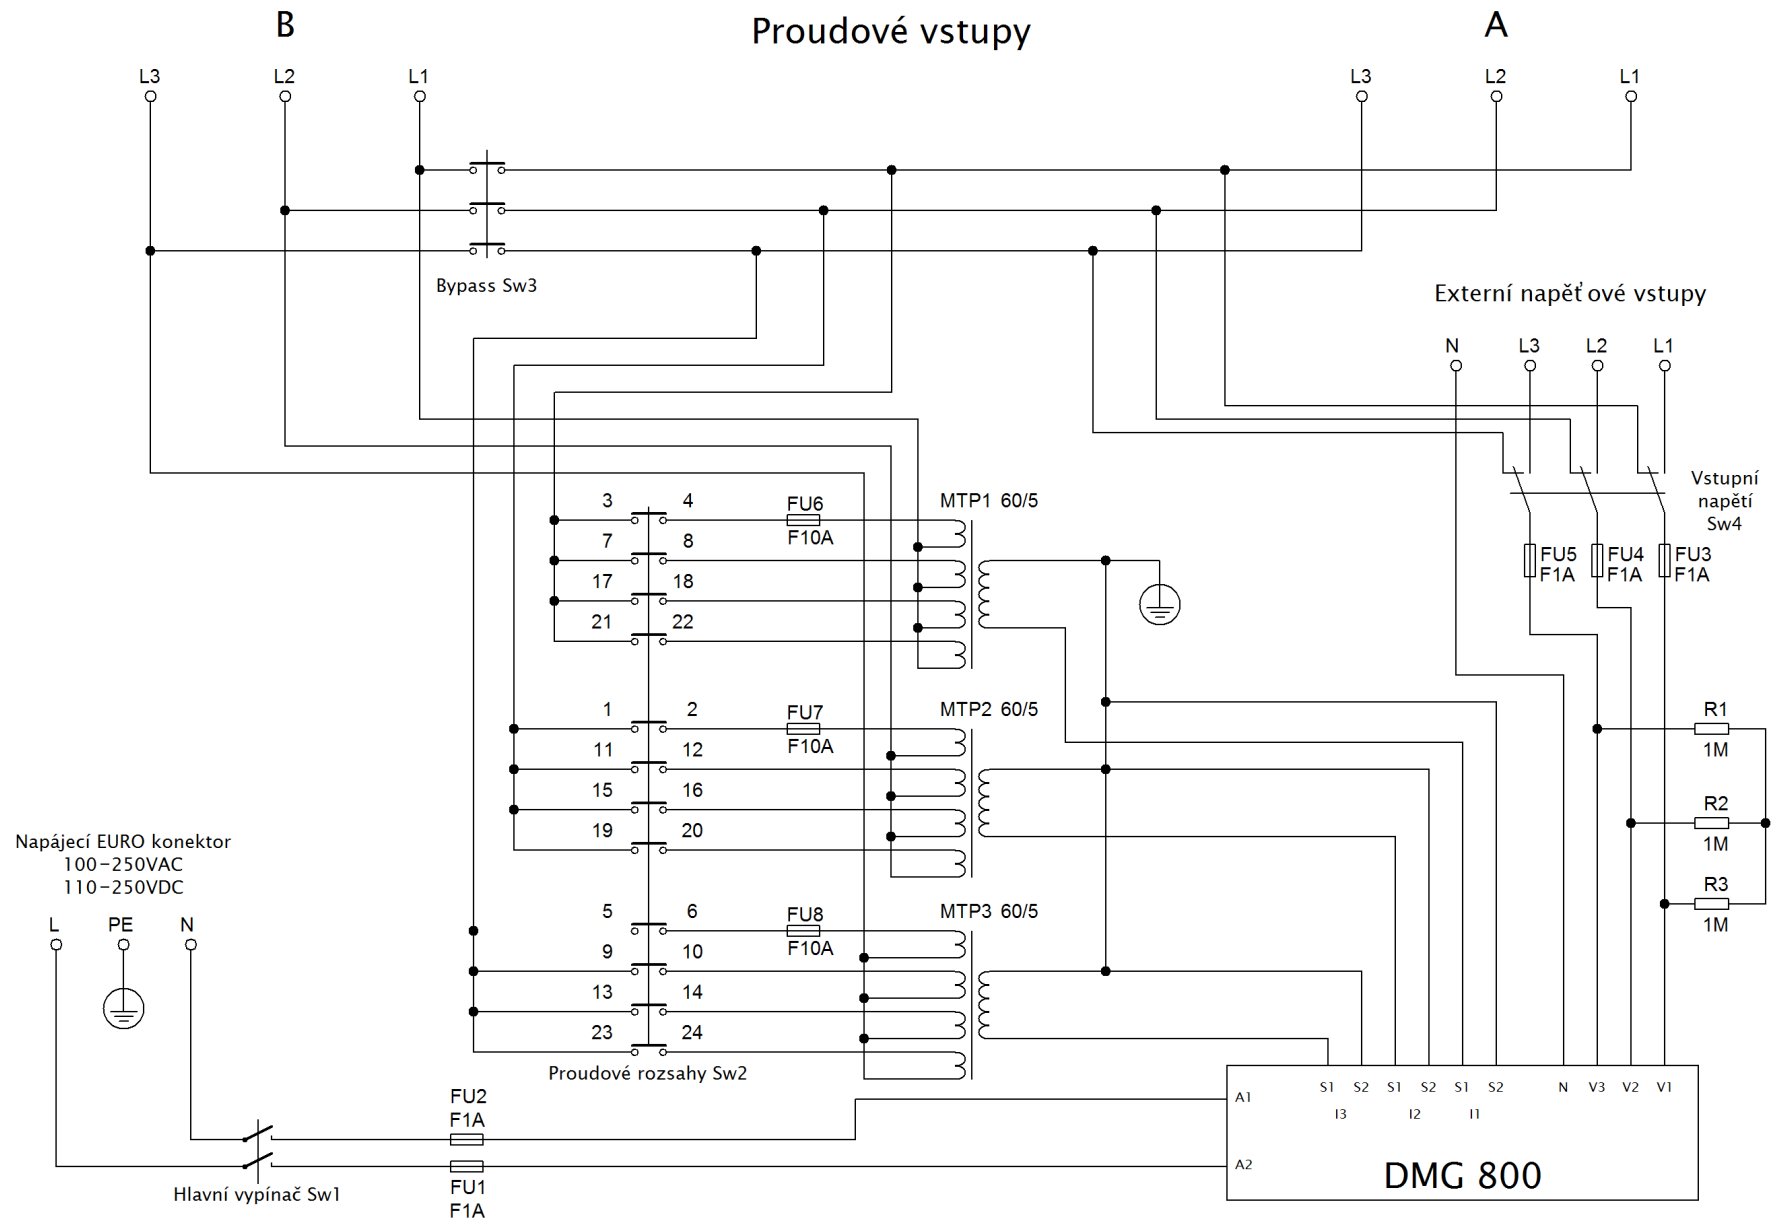 B
Proudové vstupy
A
L3
L2
L1
L3
L2
L1
Bypass Sw3
Externí napěťové vstupy
N
L3
L2
L1
Vstupní
napětí
Sw4
3
4
FU6
F10A
MTP1 60/5
7
8
17
18
21
22
FU5
F1A
FU4
F1A
FU3
F1A
1
2
FU7
F10A
MTP2 60/5
11
12
15
16
19
20
R1
1M
R2
1M
R3
1M
Napájecí EURO konektor
100-250VAC
110-250VDC
L
PE
N
5
6
FU8
F10A
MTP3 60/5
9
10
13
14
23
24
Proudové rozsahy Sw2
S1 S2 S1 S2 S1 S2 N V3 V2 V1
I3 I2 I1
A1
A2
DMG 800
FU2
F1A
FU1
F1A
Hlavní vypínač Sw1